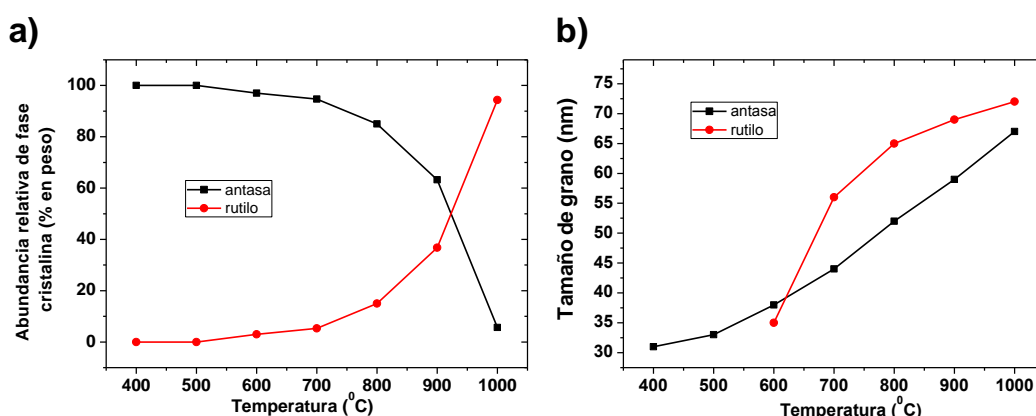 a)
Abundancia relativa de fase
cristalina (% en peso)
100
80
60
40
20
0
antasa
rutilo
400 500 600 700 800 900 1000
Temperatura (⁰C)
b)
Tamaño de grano (nm)
75
70
65
60
55
50
45
40
35
30
antasa
rutilo
400 500 600 700 800 900 1000
Temperatura (⁰C)